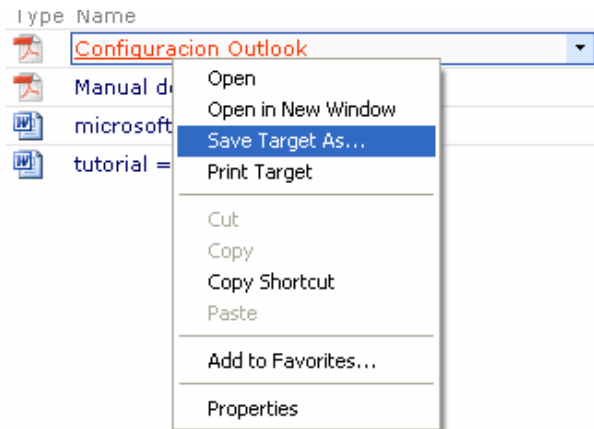 Type Name
Configuracion Outlook
Open
Manual d
Open in New Window
microsoft
Save Target As...
tutorial =
Print Target
Cut
Copy
Copy Shortcut
Paste
Add to Favorites...
Properties